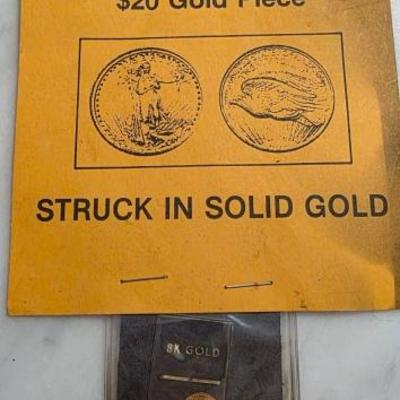 $20 Gold Piece
STRUCK IN SOLID GOLD
8K GOLD